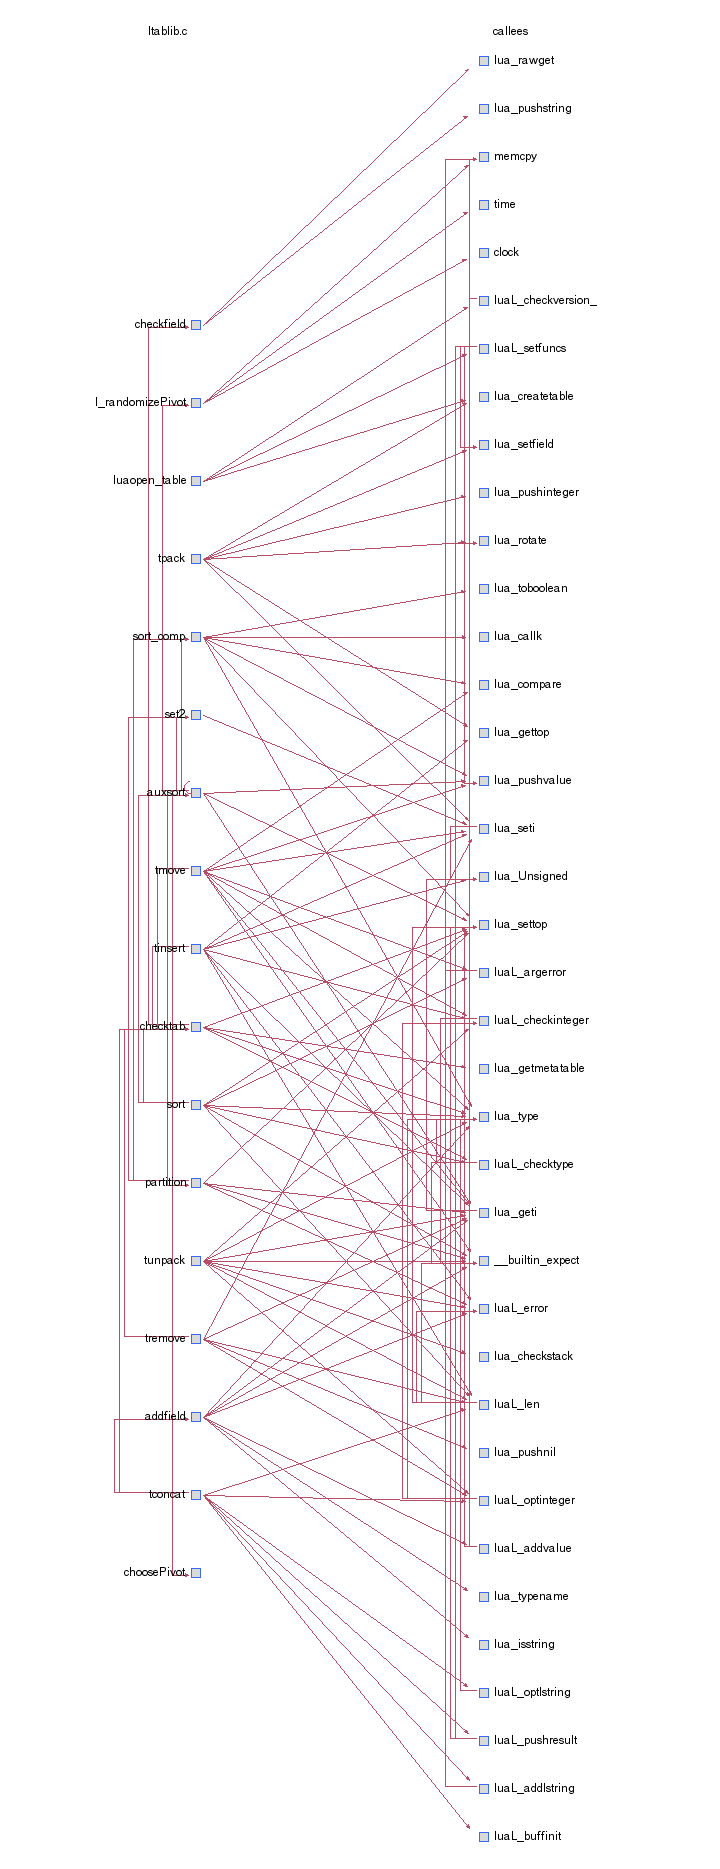 ltablib.c
callees
lua_rawget
lua_pushstring
memcpy
time
clock
luaL_checkversion_
checkfield
luaL_setfuncs
lua_createtable
l_randomizePivot
lua_setfield
luaopen_table
lua_pushinteger
lua_rotate
tpack
lua_toboolean
sort_comp
lua_callk
lua_compare
set2
lua_gettop
lua_pushvalue
auxsort
lua_seti
tmove
lua_Unsigned
lua_settop
tinsert
luaL_argerror
luaL_checkinteger
checktab
lua_getmetatable
sort
lua_type
luaL_checktype
partition
lua_geti
tunpack
__builtin_expect
luaL_error
tremove
lua_checkstack
luaL_len
addfield
lua_pushnil
tconcat
luaL_optinteger
luaL_addvalue
choosePivot
lua_typename
lua_isstring
luaL_optlstring
luaL_pushresult
luaL_addlstring
luaL_buffinit